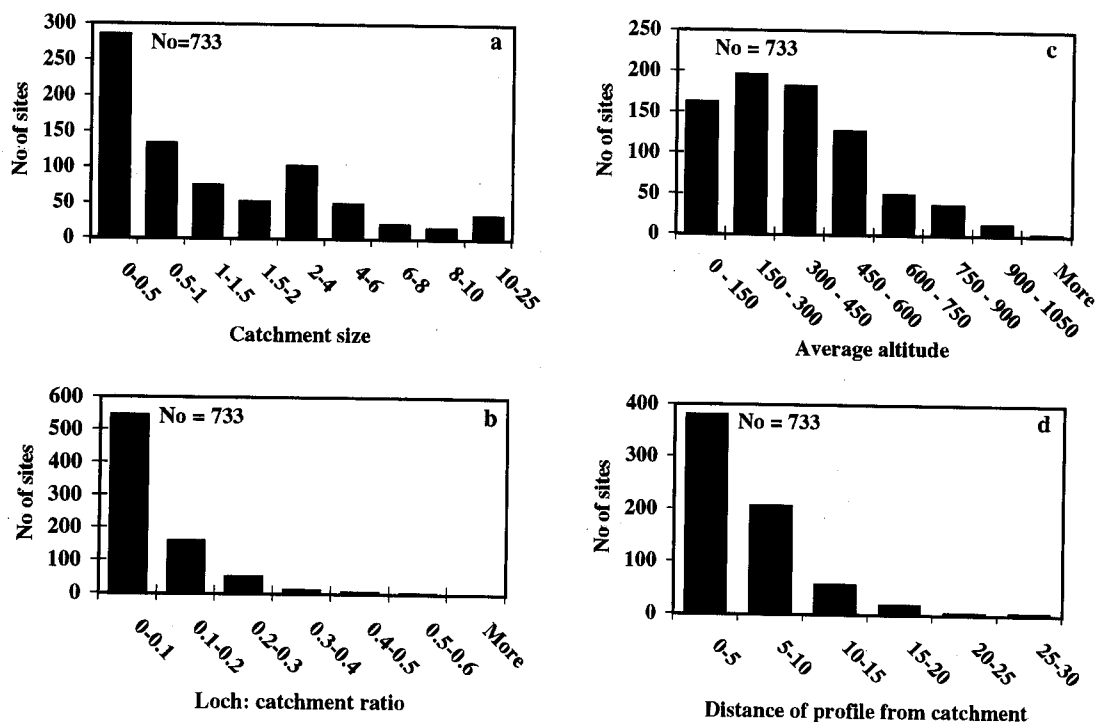 No=733
a
300
250
200
150
100
50
0
No of sites
0-0.5
0.5-1
1-1.5
1.5-2
2-4
4-6
6-8
8-10
10-25
Catchment size
No = 733
c
250
200
150
100
50
0
No of sites
0 - 150
150 - 300
300 - 450
450 - 600
600 - 750
750 - 900
900 - 1050
More
Average altitude
No = 733
b
600
500
400
300
200
100
0
No of sites
0-0.1
0.1-0.2
0.2-0.3
0.3-0.4
0.4-0.5
0.5-0.6
More
Loch: catchment ratio
No = 733
d
400
300
200
100
0
No of sites
0-5
5-10
10-15
15-20
20-25
25-30
Distance of profile from catchment